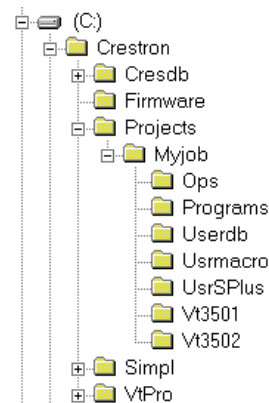 (C:)
Crestron
Cresdb
Firmware
Projects
Myjob
Ops
Programs
Userdb
Usrmacro
UsrSPlus
Vt3501
Vt3502
Simpl
VtPro